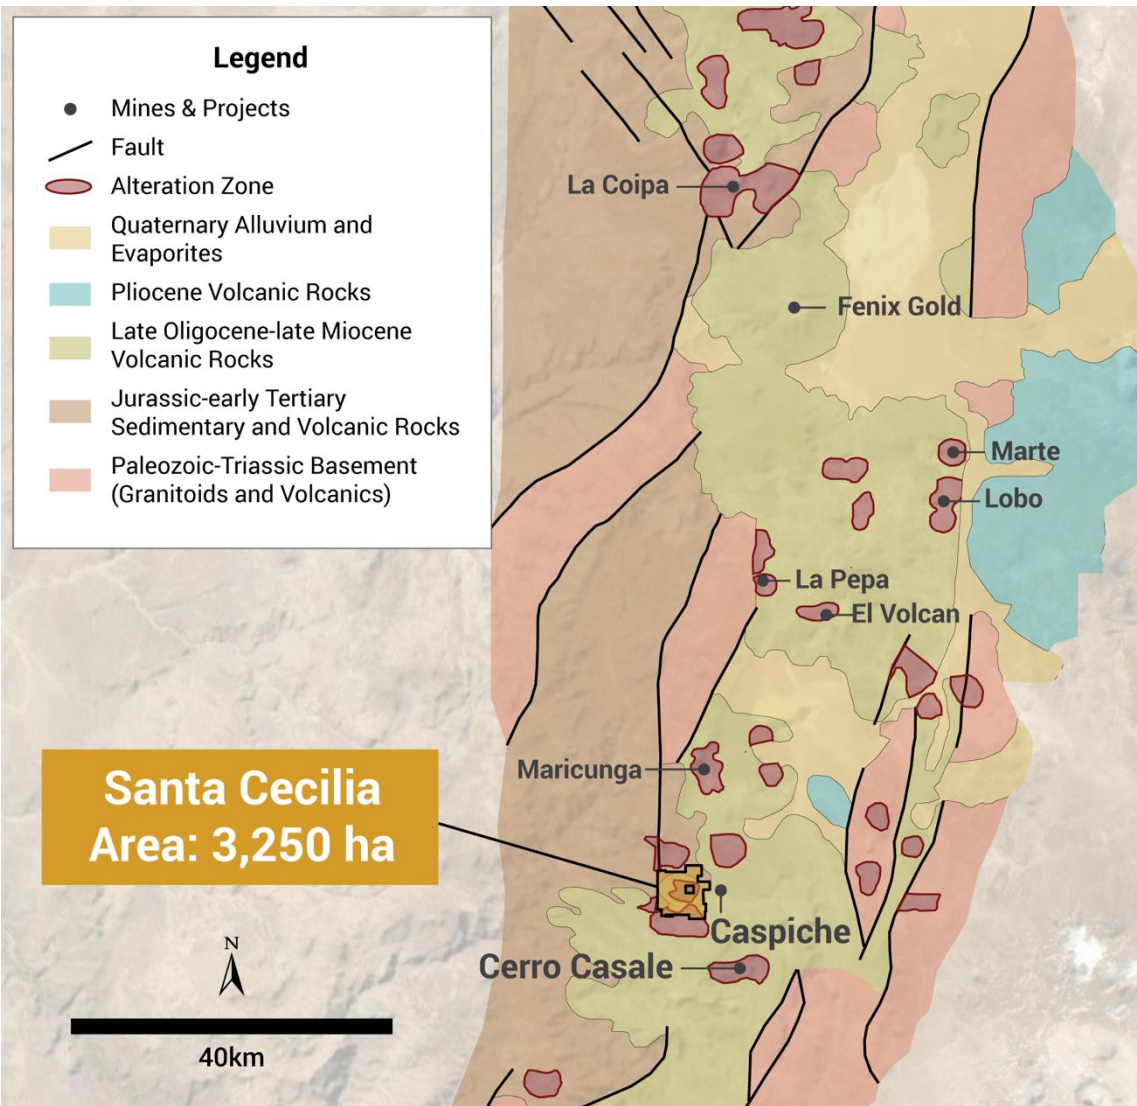 Legend
Mines & Projects
Fault
Alteration Zone
Quaternary Alluvium and
Evaporites
Pliocene Volcanic Rocks
Late Oligocene-late Miocene
Volcanic Rocks
Jurassic-early Tertiary
Sedimentary and Volcanic Rocks
Paleozoic-Triassic Basement
(Granitoids and Volcanics)
La Coipa
Fenix Gold
Marte
Lobo
La Pepa
El Volcan
Maricunga
Santa Cecilia
Area: 3,250 ha
Caspiche
Cerro Casale
N
40km